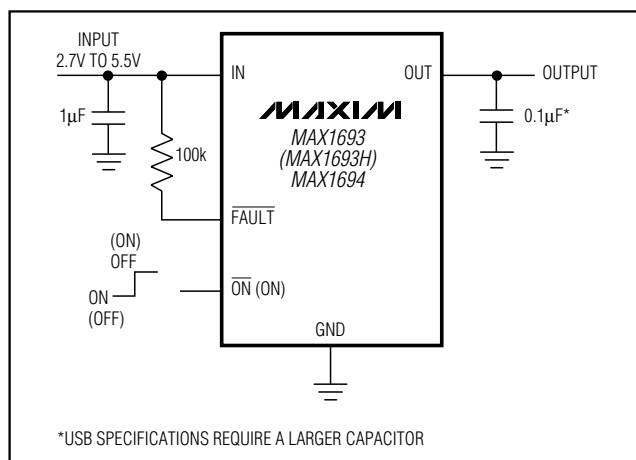 INPUT
2.7V TO 5.5V
IN
OUT
OUTPUT
1µF
MAXIM
0.1µF*
MAX1693
(MAX1693H)
MAX1694
100k
FAULT
(ON)
OFF
ON
(OFF)
ON (ON)
GND
*USB SPECIFICATIONS REQUIRE A LARGER CAPACITOR